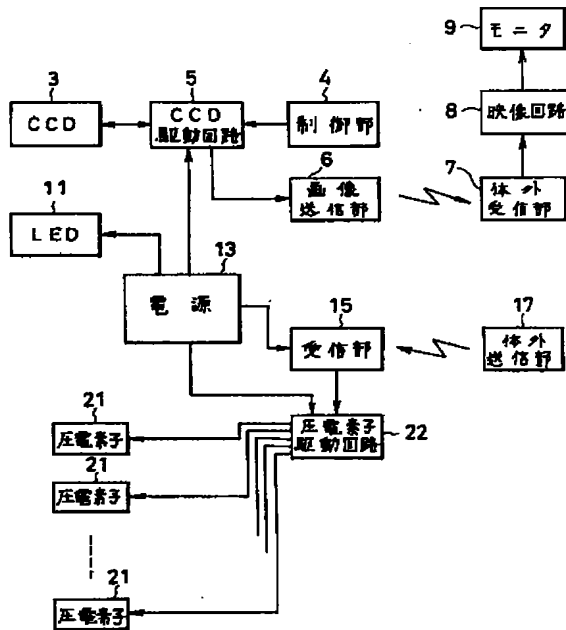 9
モニタ
3
5
4
8
映像回路
CCD
CCD
駆動回路
制御部
6
7
画像
送信部
体外
受信部
11
LED
13
電源
15
17
受信部
体外
送信部
21
圧電素子
圧電素子
駆動回路
22
21
圧電素子
21
圧電素子